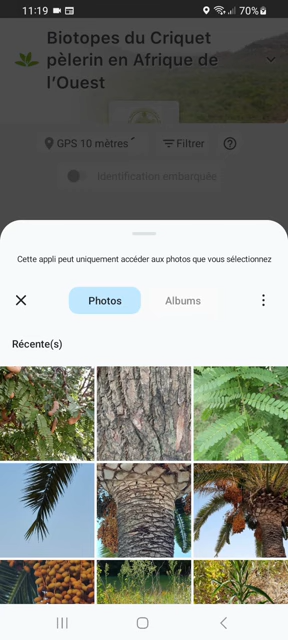 11:19
70%
Biotopes du Criquet
pèlerin en Afrique de
l'Ouest
GPS 10 mètres
Filtrer
Identification embarquée
Cette appli peut uniquement accéder aux photos que vous sélectionnez
Photos
Albums
Récente(s)